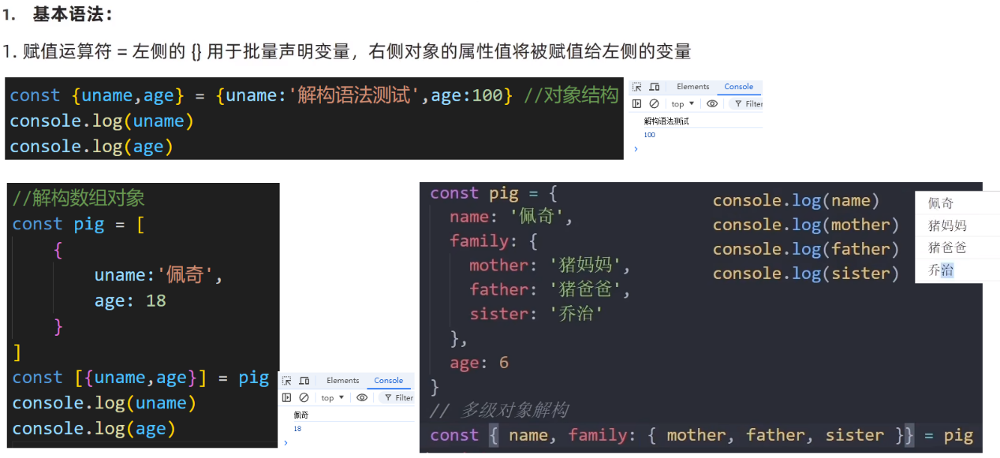 1. 基本语法：
1. 赋值运算符 = 左侧的 {} 用于批量声明变量，右侧对象的属性值将被赋值给左侧的变量
const {uname,age} = {uname:'解构语法测试',age:100} //对象结构
console.log(uname)
console.log(age)
Elements Console
top ▼ Filter
解构语法测试
100
>
//解构数组对象
const pig = [
{
uname:'佩奇',
age: 18
}
]
const [{uname,age}] = pig
console.log(uname)
console.log(age)
Elements Console
top ▼ Filter
佩奇
18
>
const pig = {
name: '佩奇',
family: {
mother: '猪妈妈',
father: '猪爸爸',
sister: '乔治'
},
age: 6
}
// 多级对象解构
const { name, family: { mother, father, sister }} = pig
console.log(name)
console.log(mother)
console.log(father)
console.log(sister)
佩奇
猪妈妈
猪爸爸
乔治